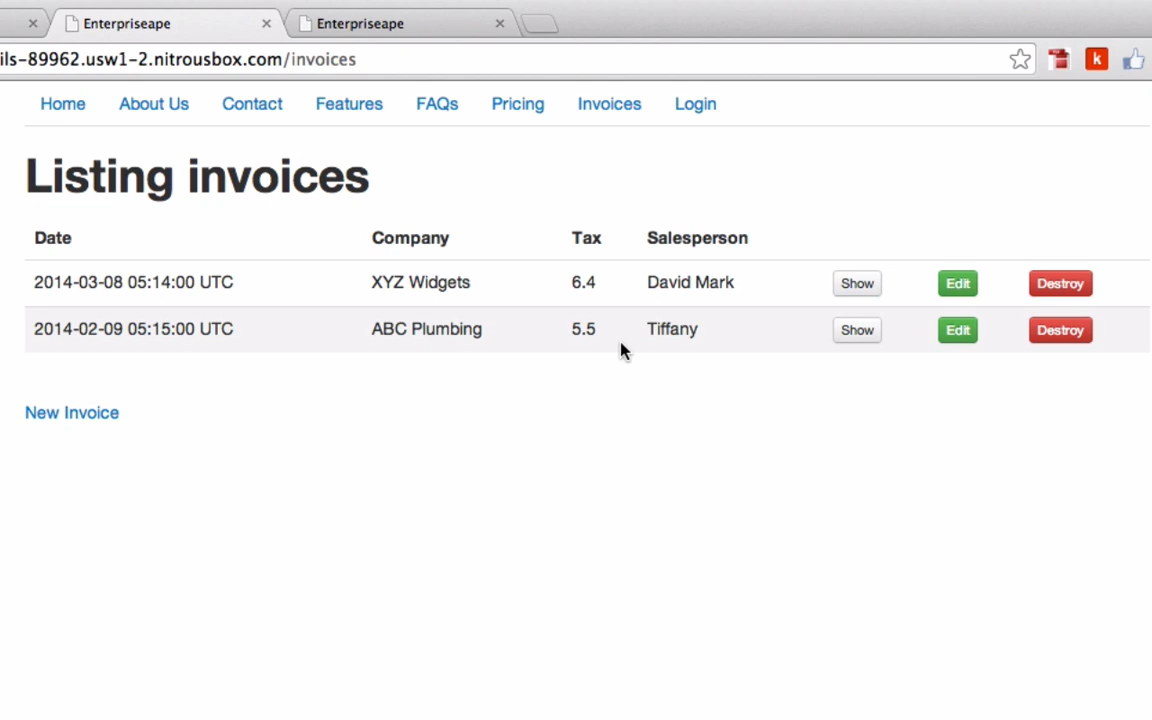 Enterpriseape Enterpriseape
ils-89962.usw1-2.nitrousbox.com/invoices k
Home About Us Contact Features FAQs Pricing Invoices Login
Listing invoices
Date Company Tax Salesperson
2014-03-08 05:14:00 UTC XYZ Widgets 6.4 David Mark Show Edit Destroy
2014-02-09 05:15:00 UTC ABC Plumbing 5.5 Tiffany Show Edit Destroy
New Invoice